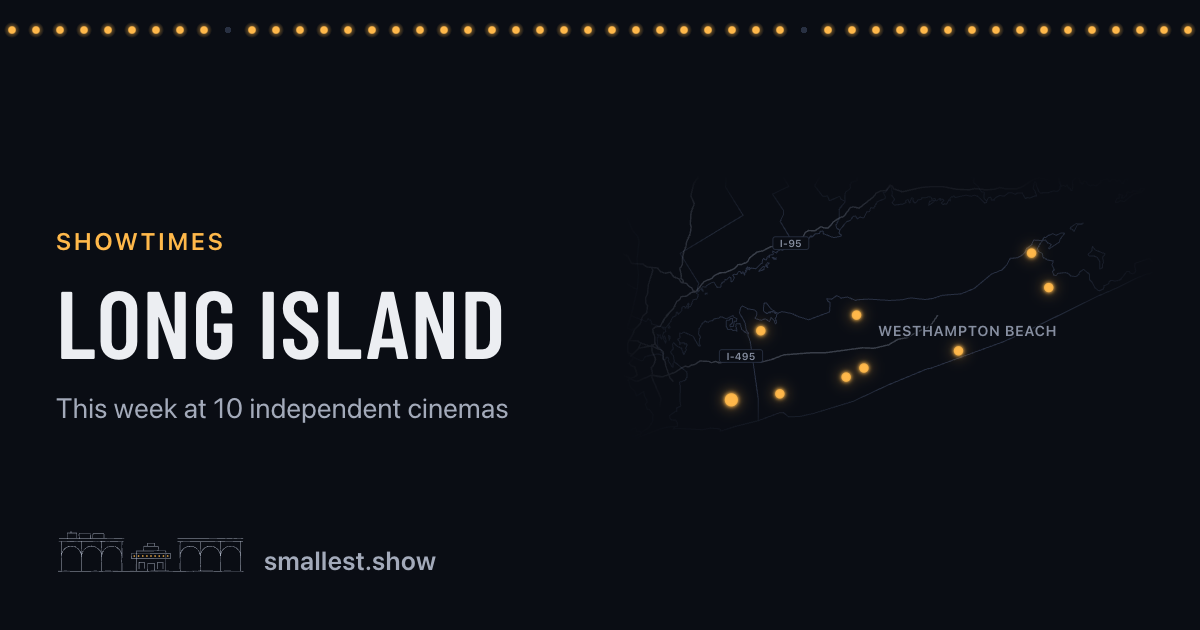 SHOWTIMES
LONG ISLAND
This week at 10 independent cinemas
I-95
WESTHAMPTON BEACH
I-495
smallest.show